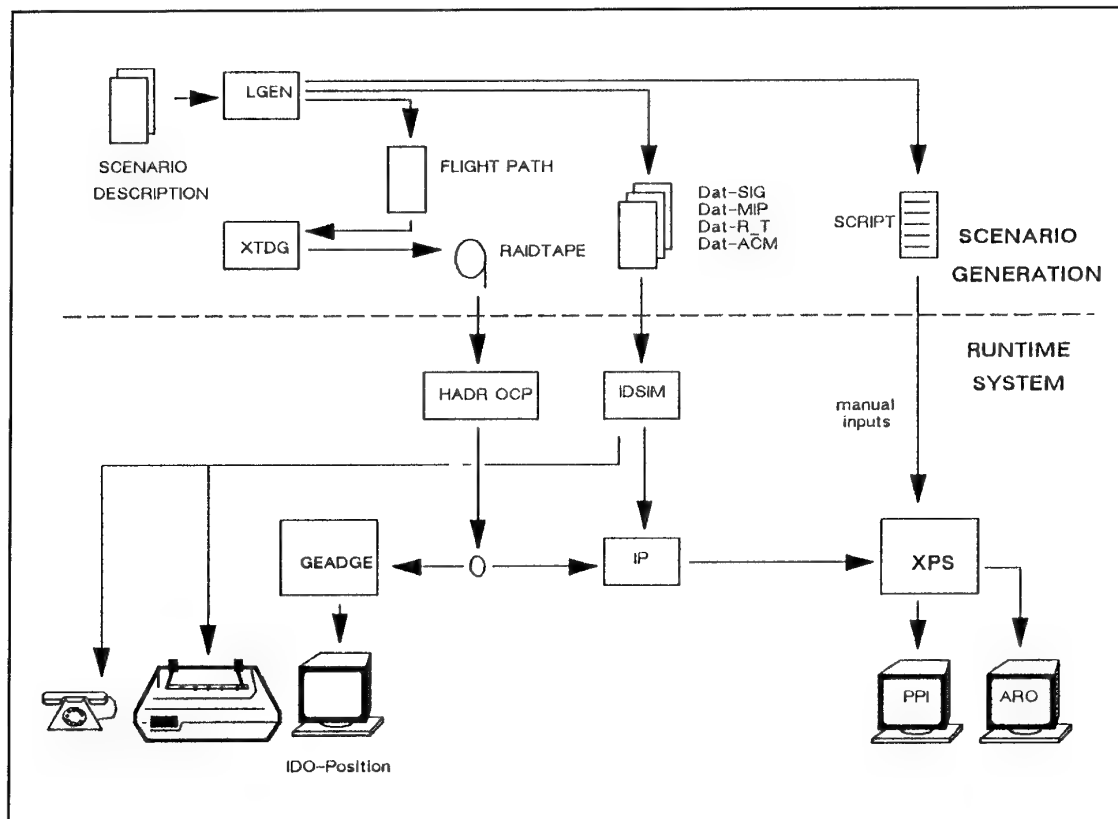 LGEN
SCENARIO
DESCRIPTION
FLIGHT PATH
XTDG
RAIDTAPE
Dat-SIG
Dat-MIP
Dat-R_T
Dat-ACM
SCRIPT
SCENARIO
GENERATION
RUNTIME
SYSTEM
HADR OCP
IDSIM
manual
inputs
GEADGE
IP
XPS
PPI
ARO
IDO-Position